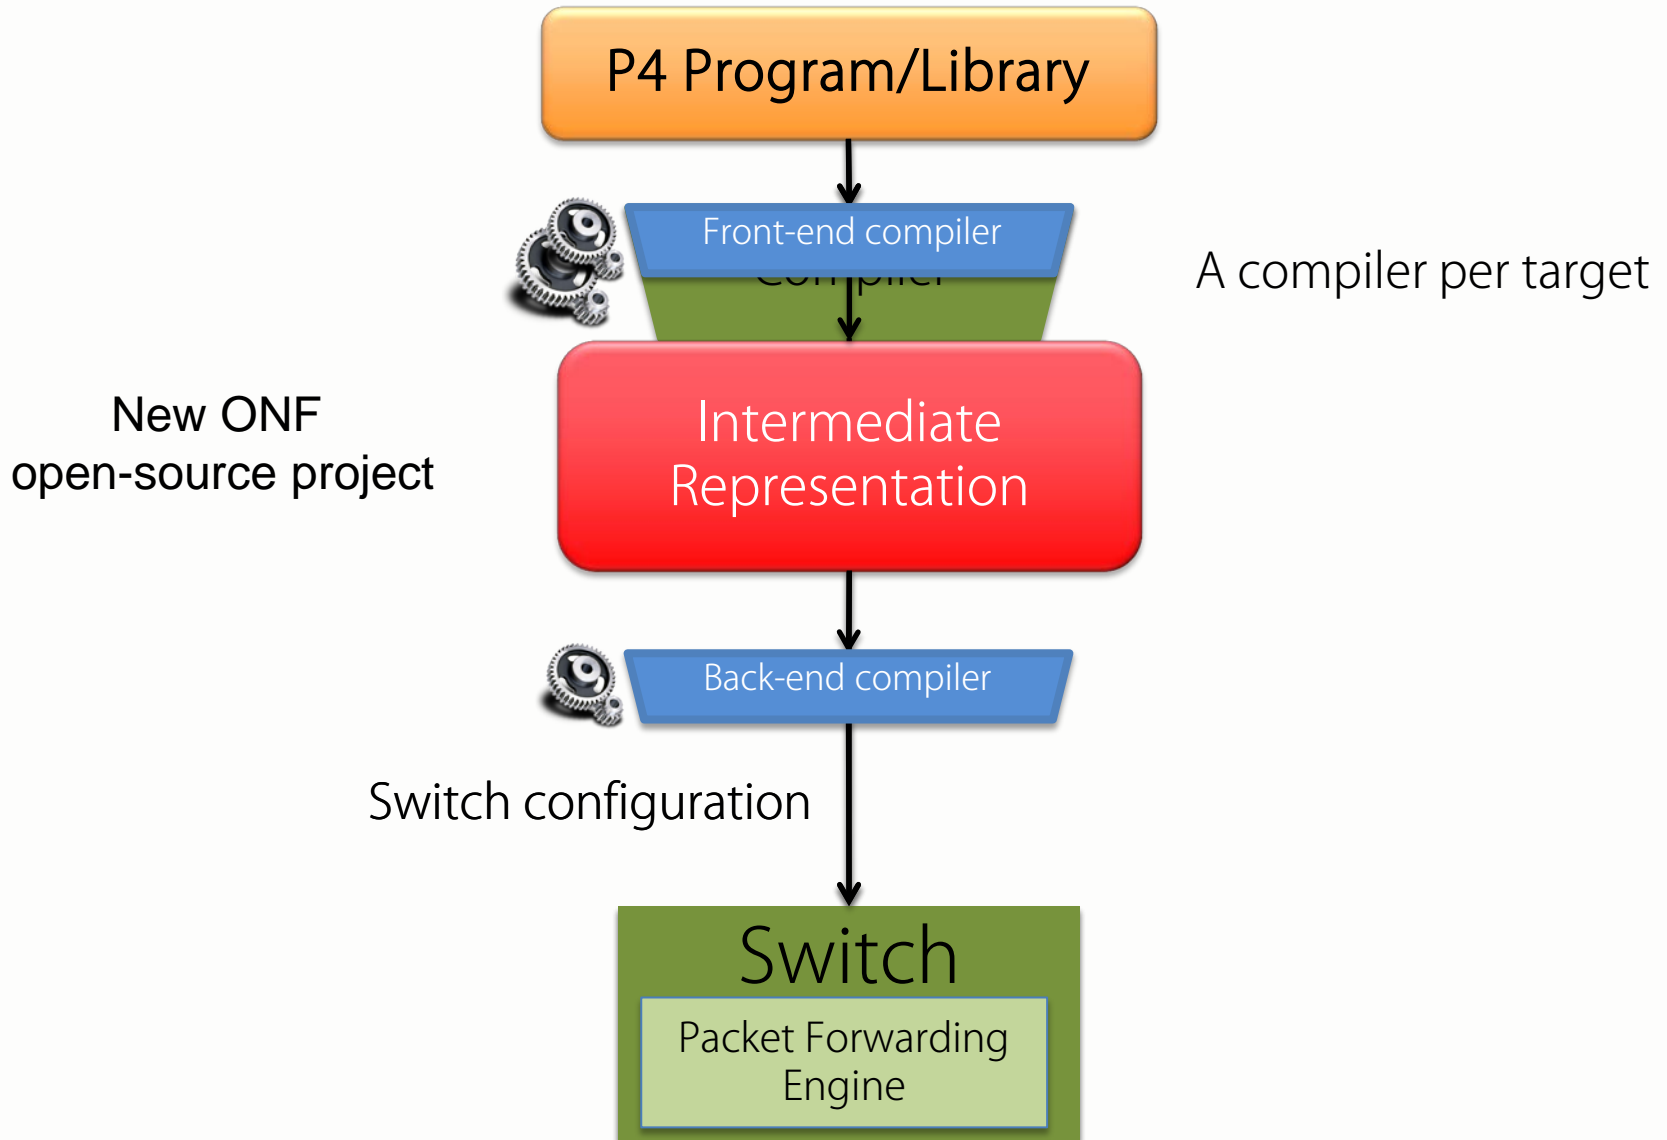 P4 Program/Library
Front-end compiler
Compiler
A compiler per target
New ONF
open-source project
Intermediate
Representation
Back-end compiler
Switch configuration
Switch
Packet Forwarding
Engine